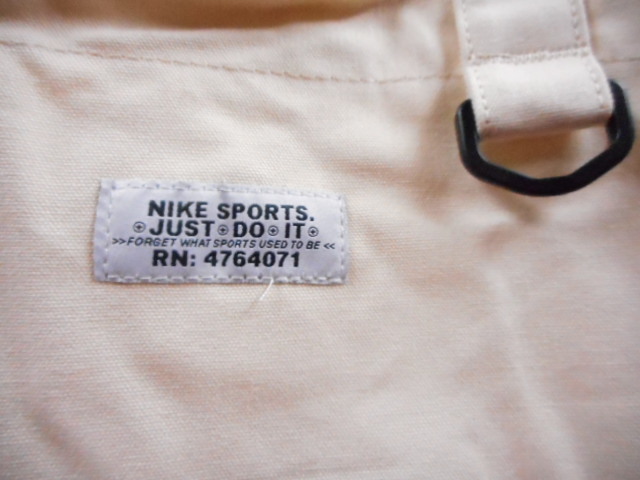 NIKE SPORTS.
JUST DO IT
>>FORGET WHAT SPORTS USED TO BE<<
RN: 4764071